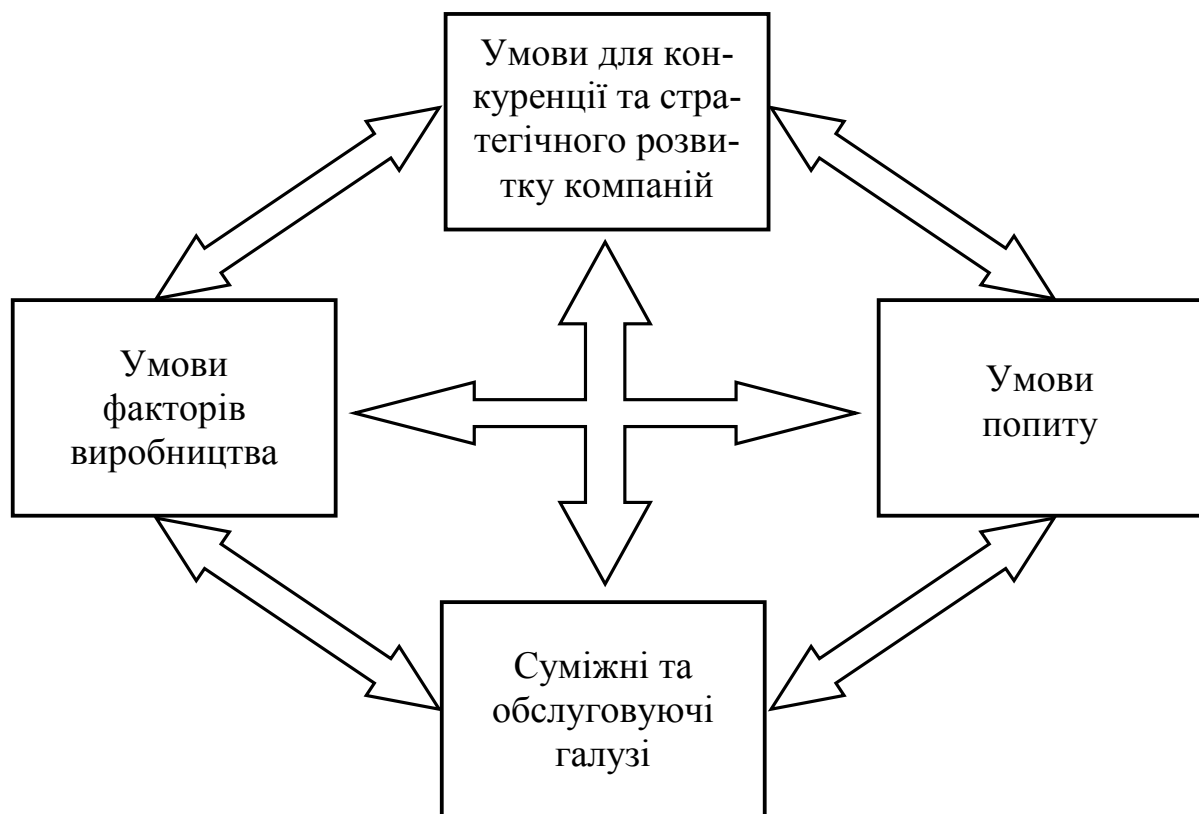 Умови для кон-
куренції та стра-
тегічного розви-
тку компаній
Умови
факторів
виробництва
Умови
попиту
Суміжні та
обслуговуючі
галузі